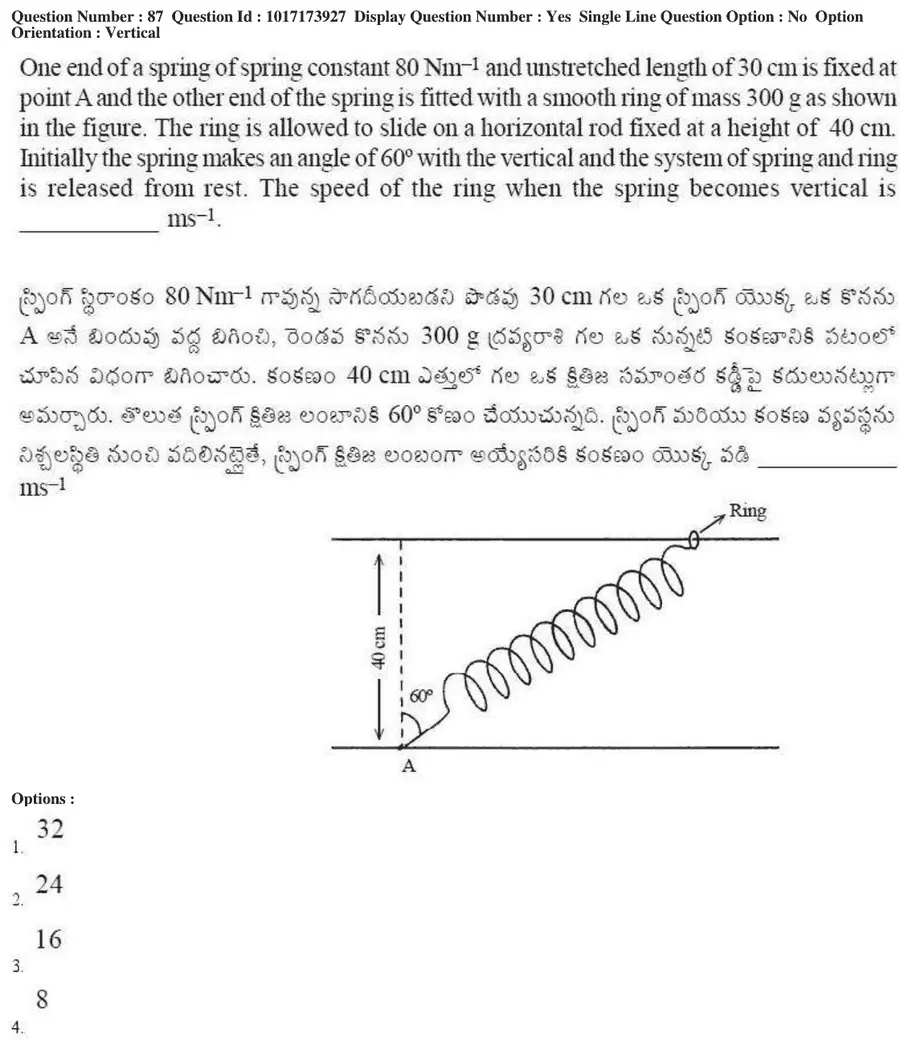 Question Number : 87 Question Id : 1017173927 Display Question Number : Yes Single Line Question Option : No Option
Orientation : Vertical
One end of a spring of spring constant 80 Nm⁻¹ and unstretched length of 30 cm is fixed at
point A and the other end of the spring is fitted with a smooth ring of mass 300 g as shown
in the figure. The ring is allowed to slide on a horizontal rod fixed at a height of 40 cm.
Initially the spring makes an angle of 60º with the vertical and the system of spring and ring
is released from rest. The speed of the ring when the spring becomes vertical is
____________ ms⁻¹.
స్ప్రింగ్ స్థిరాంకం 80 Nm⁻¹ గావున్న సాగదీయబడని పొడవు 30 cm గల ఒక స్ప్రింగ్ యొక్క ఒక కొనను
A అనే బిందువు వద్ద బిగించి, రెండవ కొనను 300 g ద్రవ్యరాశి గల ఒక నున్నటి కంకణానికి పటంలో
చూపిన విధంగా బిగించారు. కంకణం 40 cm ఎత్తులో గల ఒక క్షితిజ సమాంతర కడ్డీపై కదులునట్లుగా
అమర్చారు. తొలుత స్ప్రింగ్ క్షితిజ లంబానికి 60º కోణం చేయుచున్నది. స్ప్రింగ్ మరియు కంకణ వ్యవస్థను
నిశ్చలస్థితి నుంచి వదిలినట్లైతే, స్ప్రింగ్ క్షితిజ లంబంగా అయ్యేసరికి కంకణం యొక్క వడి ____________
ms⁻¹
Ring
40 cm
60º
A
Options :
32
1.
24
2.
16
3.
8
4.